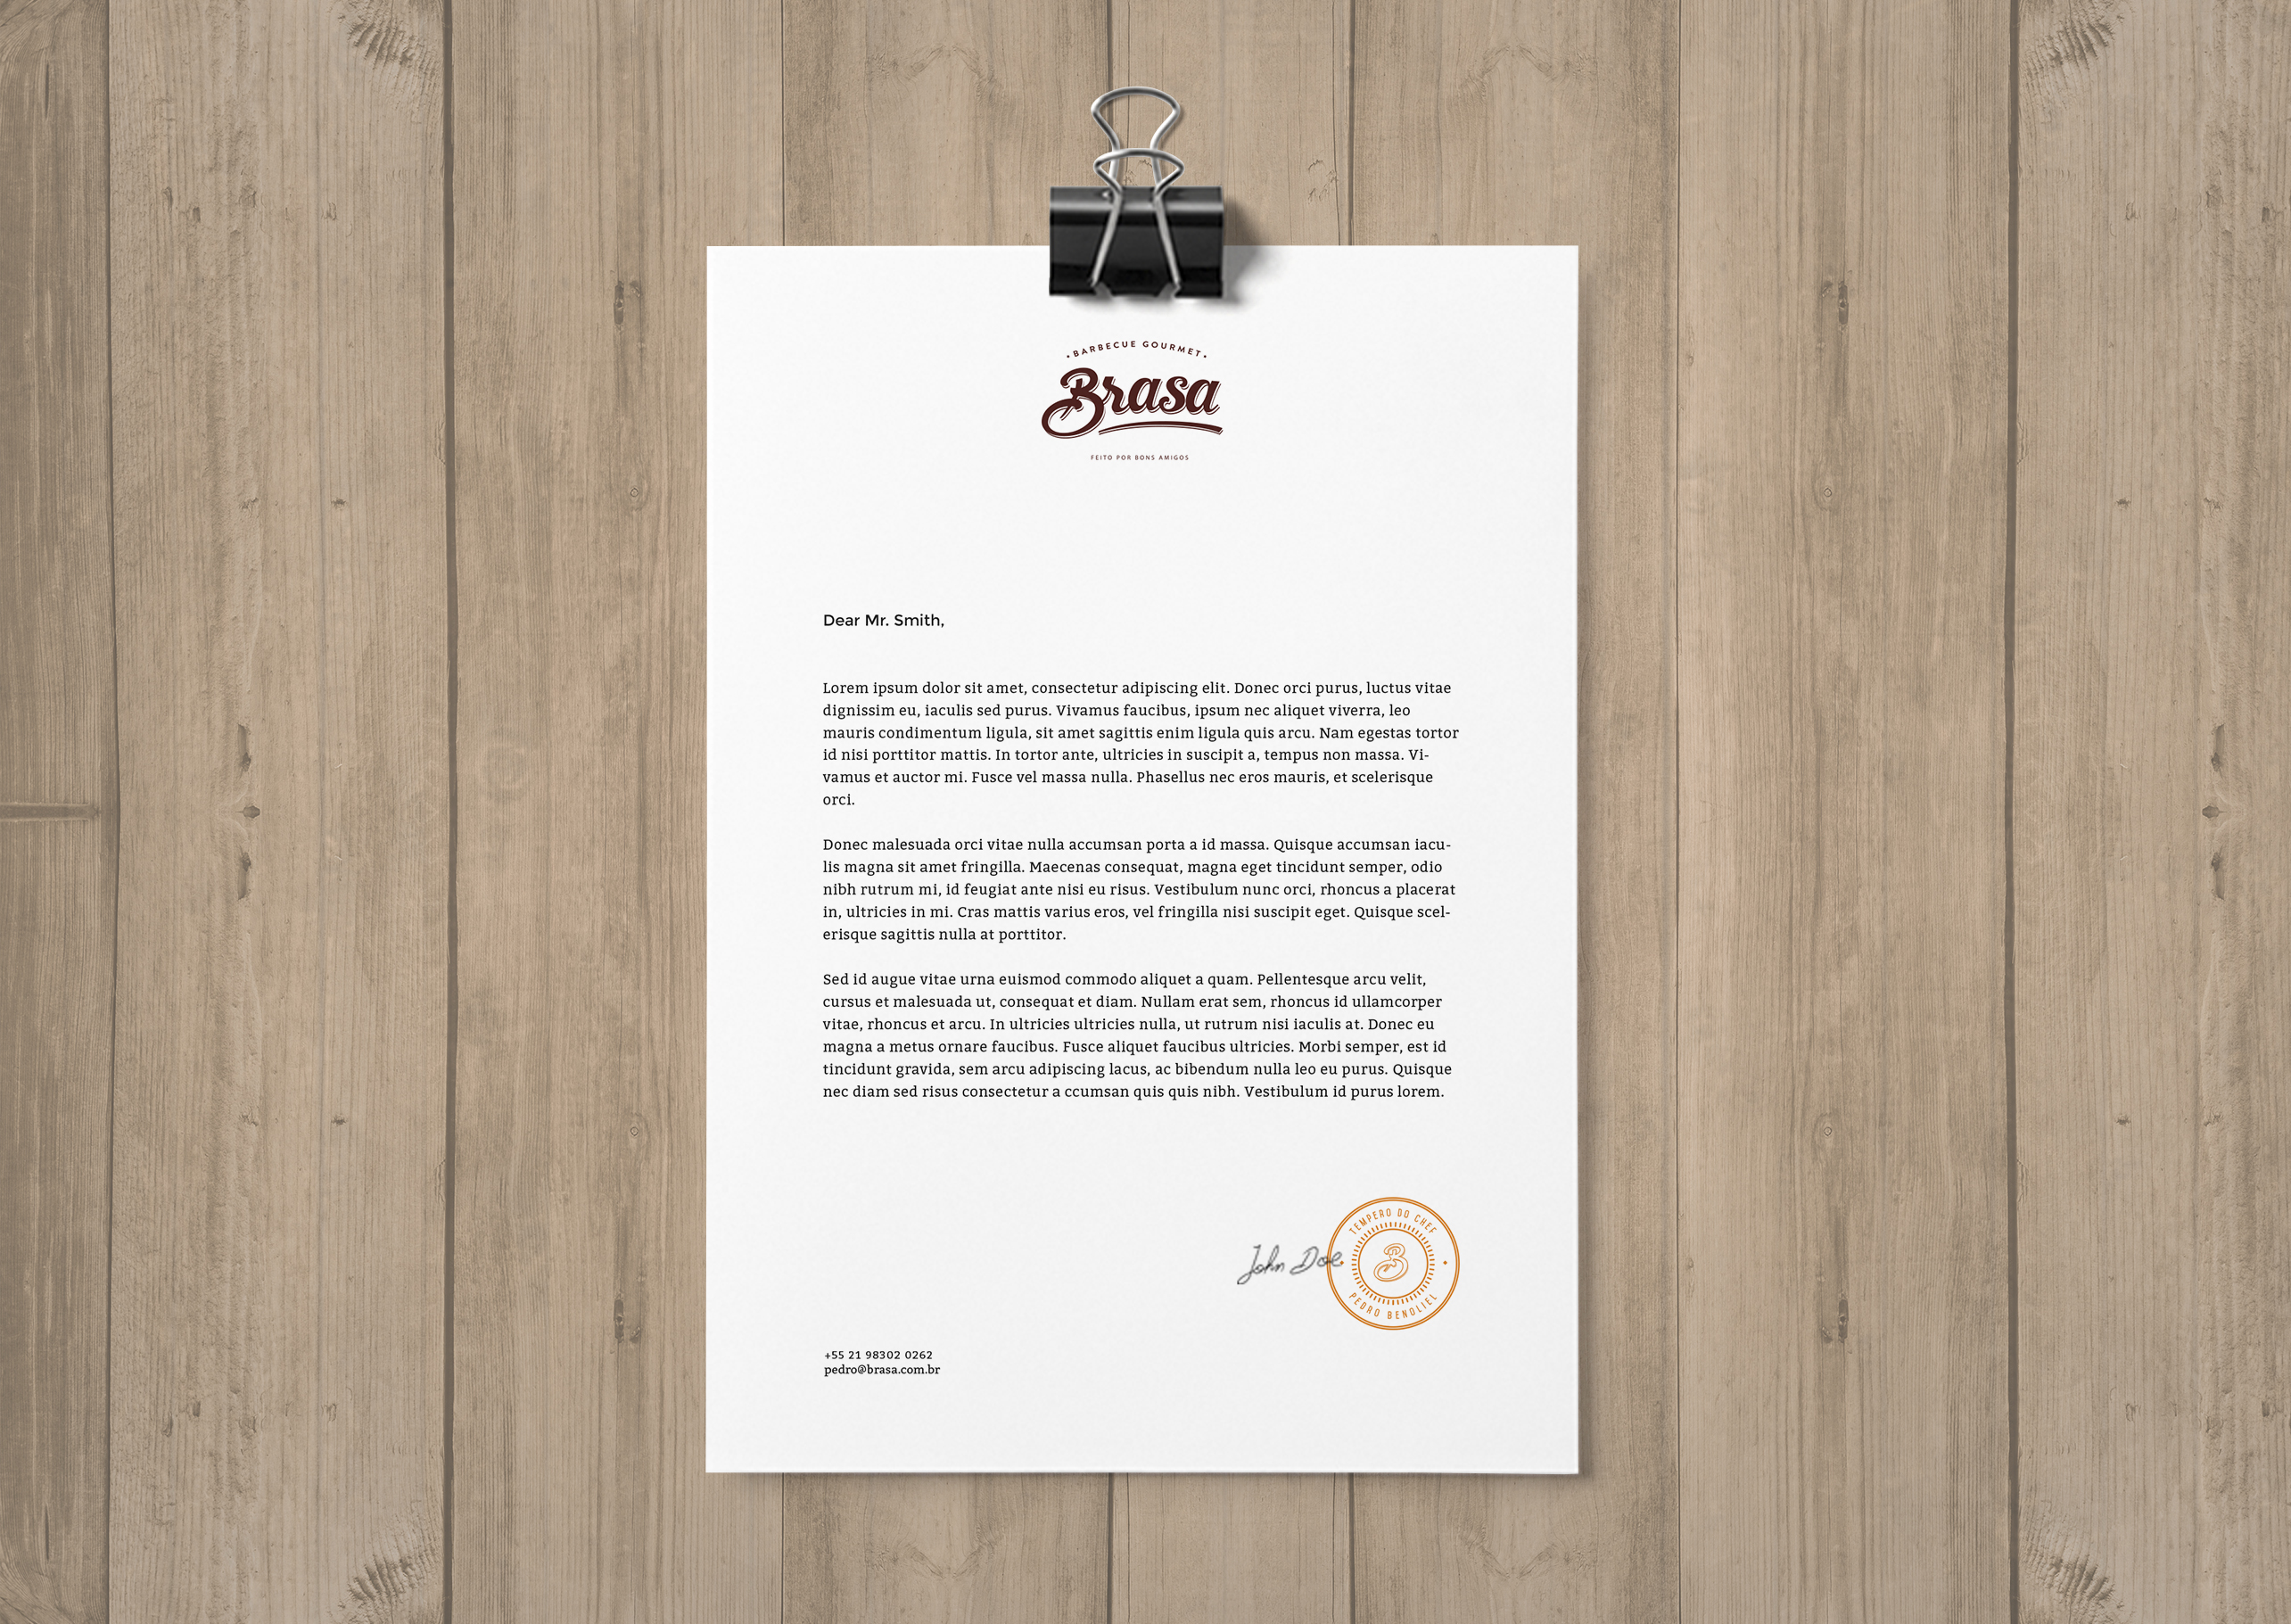 • BARBECUE GOURMET •
Brasa
FEITO POR BONS AMIGOS
Dear Mr. Smith,
Lorem ipsum dolor sit amet, consectetur adipiscing elit. Donec orci purus, luctus vitae
dignissim eu, iaculis sed purus. Vivamus faucibus, ipsum nec aliquet viverra, leo
mauris condimentum ligula, sit amet sagittis enim ligula quis arcu. Nam egestas tortor
id nisi porttitor mattis. In tortor ante, ultricies in suscipit a, tempus non massa. Vi-
vamus et auctor mi. Fusce vel massa nulla. Phasellus nec eros mauris, et scelerisque
orci.
Donec malesuada orci vitae nulla accumsan porta a id massa. Quisque accumsan iacu-
lis magna sit amet fringilla. Maecenas consequat, magna eget tincidunt semper, odio
nibh rutrum mi, id feugiat ante nisi eu risus. Vestibulum nunc orci, rhoncus a placerat
in, ultricies in mi. Cras mattis varius eros, vel fringilla nisi suscipit eget. Quisque scel-
erisque sagittis nulla at porttitor.
Sed id augue vitae urna euismod commodo aliquet a quam. Pellentesque arcu velit,
cursus et malesuada ut, consequat et diam. Nullam erat sem, rhoncus id ullamcorper
vitae, rhoncus et arcu. In ultricies ultricies nulla, ut rutrum nisi iaculis at. Donec eu
magna a metus ornare faucibus. Fusce aliquet faucibus ultricies. Morbi semper, est id
tincidunt gravida, sem arcu adipiscing lacus, ac bibendum nulla leo eu purus. Quisque
nec diam sed risus consectetur a ccumsan quis quis nibh. Vestibulum id purus lorem.
John Doe
TEMPERO DO CHEF
B
PEDRO BENOLIEL
+55 21 98302 0262
pedro@brasa.com.br